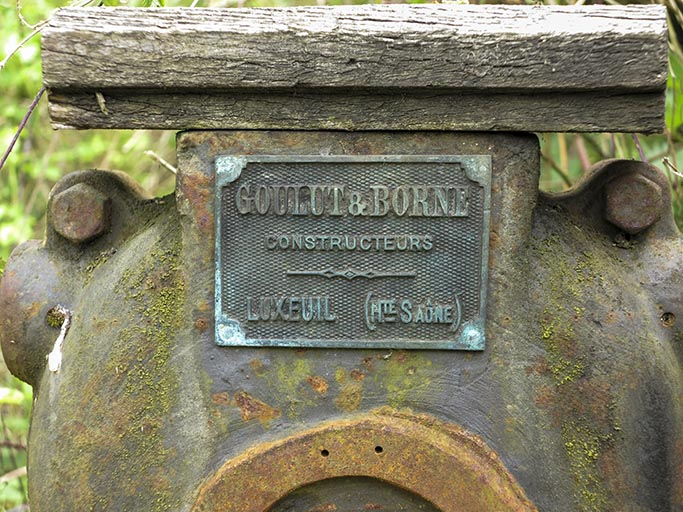 GOULUT & BORNE
CONSTRUCTEURS
LUXEUIL (HTE SAÔNE)